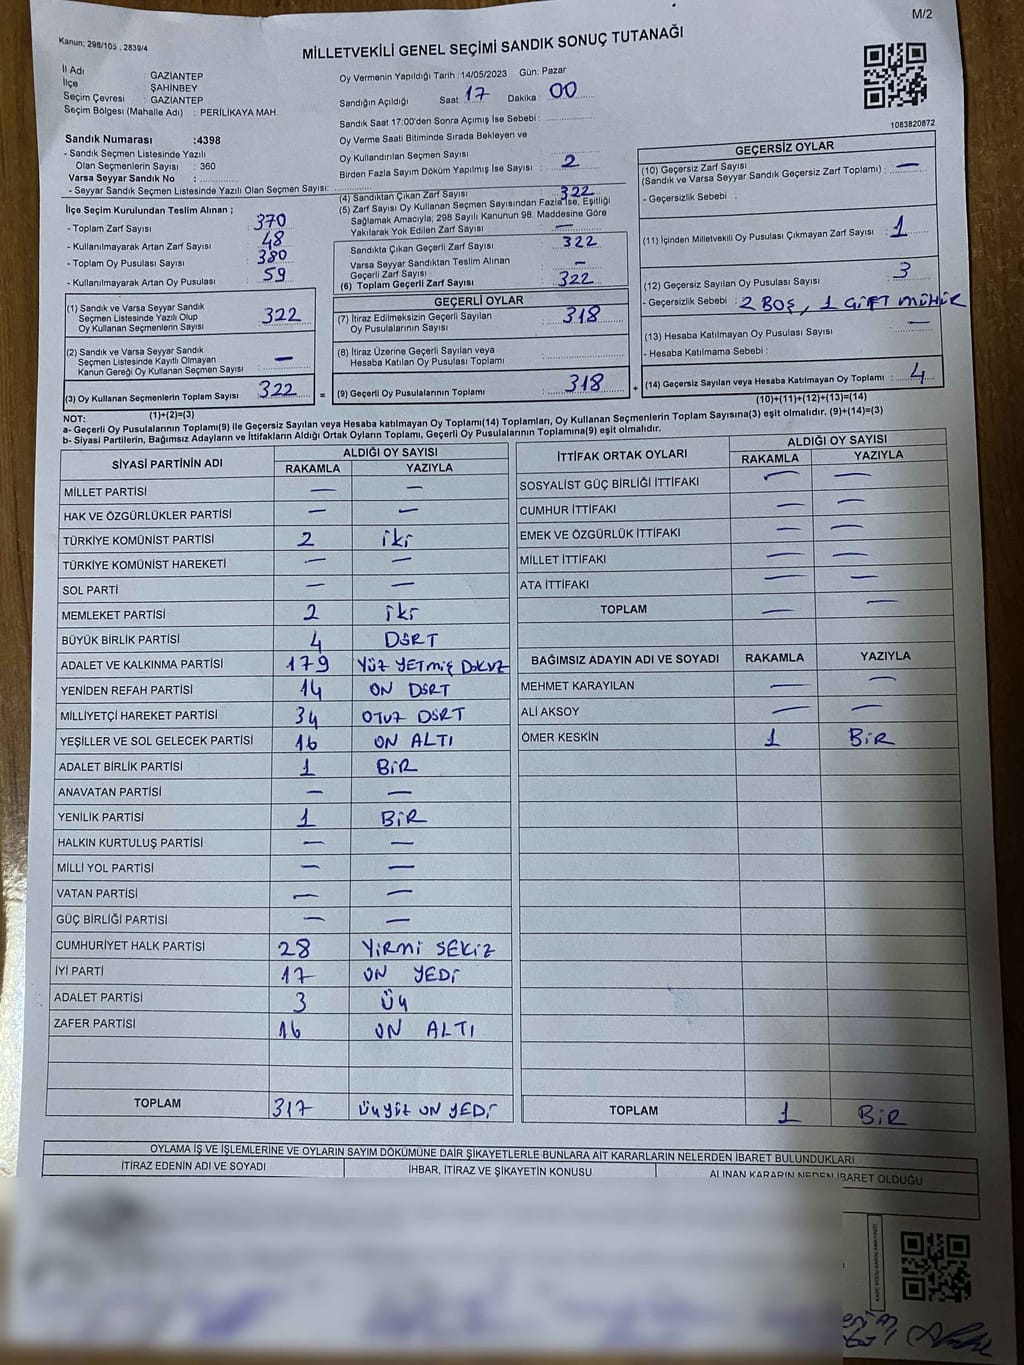 M/2
Kanun; 298/105 , 2839/4
MİLLETVEKİLİ GENEL SEÇİMİ SANDIK SONUÇ TUTANAĞI
İl Adı : GAZİANTEP
İlçe : ŞAHİNBEY
Seçim Çevresi : GAZİANTEP
Seçim Bölgesi (Mahalle Adı) : PERİLİKAYA MAH.
Oy Vermenin Yapıldığı Tarih : 14/05/2023 Gün: Pazar
Sandığın Açıldığı Saat : 17 Dakika : 00
Sandık Saat 17:00'den Sonra Açımış İse Sebebi :
Oy Verme Saati Bitiminde Sırada Bekleyen ve
Oy Kullandırılan Seçmen Sayısı :
Birden Fazla Sayım Döküm Yapılmış İse Sayısı : 2
1083820872
Sandık Numarası :4398
- Sandık Seçmen Listesinde Yazılı
Olan Seçmenlerin Sayısı : 360
Varsa Seyyar Sandık No :
- Seyyar Sandık Seçmen Listesinde Yazılı Olan Seçmen Sayısı:
İlçe Seçim Kurulundan Teslim Alınan ;
- Toplam Zarf Sayısı : 370
- Kullanılmayarak Artan Zarf Sayısı : 48
- Toplam Oy Pusulası Sayısı : 380
- Kullanılmayarak Artan Oy Pusulası : 59
(1) Sandık ve Varsa Seyyar Sandık
Seçmen Listesinde Yazılı Olup
Oy Kullanan Seçmenlerin Sayısı : 322
(2) Sandık ve Varsa Seyyar Sandık
Seçmen Listesinde Kayıtlı Olmayan
Kanun Gereği Oy Kullanan Seçmen Sayısı : —
(3) Oy Kullanan Seçmenlerin Toplam Sayısı : 322
(1)+(2)=(3)
(4) Sandıktan Çıkan Zarf Sayısı : 322
(5) Zarf Sayısı Oy Kullanan Seçmen Sayısından Fazla İse, Eşitliği
Sağlamak Amacıyla; 298 Sayılı Kanunun 98. Maddesine Göre
Yakılarak Yok Edilen Zarf Sayısı : —
Sandıkta Çıkan Geçerli Zarf Sayısı : 322
Varsa Seyyar Sandıktan Teslim Alınan
Geçerli Zarf Sayısı : —
(6) Toplam Geçerli Zarf Sayısı : 322
GEÇERLİ OYLAR
(7) İtiraz Edilmeksizin Geçerli Sayılan
Oy Pusulalarının Sayısı : 318
(8) İtiraz Üzerine Geçerli Sayılan veya
Hesaba Katılan Oy Pusulası Toplamı :
= (9) Geçerli Oy Pusulalarının Toplamı : 318 +
GEÇERSİZ OYLAR
(10) Geçersiz Zarf Sayısı
(Sandık ve Varsa Seyyar Sandık Geçersiz Zarf Toplamı) : —
- Geçersizlik Sebebi :
(11) İçinden Milletvekili Oy Pusulası Çıkmayan Zarf Sayısı : 1
(12) Geçersiz Sayılan Oy Pusulası Sayısı : 3
- Geçersizlik Sebebi : 2 BOŞ, 1 ÇİFT MÜHÜR
(13) Hesaba Katılmayan Oy Pusulası Sayısı : —
- Hesaba Katılmama Sebebi :
(14) Geçersiz Sayılan veya Hesaba Katılmayan Oy Toplamı : 4
(10)+(11)+(12)+(13)=(14)
NOT:
a- Geçerli Oy Pusulalarının Toplamı(9) ile Geçersiz Sayılan veya Hesaba katılmayan Oy Toplamı(14) Toplamları, Oy Kullanan Seçmenlerin Toplam Sayısına(3) eşit olmalıdır. (9)+(14)=(3)
b- Siyasi Partilerin, Bağımsız Adayların ve İttifakların Aldığı Ortak Oyların Toplamı, Geçerli Oy Pusulalarının Toplamına(9) eşit olmalıdır.
SİYASİ PARTİNİN ADI ALDIĞI OY SAYISI
RAKAMLA YAZIYLA
MİLLET PARTİSİ — —
HAK VE ÖZGÜRLÜKLER PARTİSİ — —
TÜRKİYE KOMÜNİST PARTİSİ 2 iki
TÜRKİYE KOMÜNİST HAREKETİ — —
SOL PARTİ — —
MEMLEKET PARTİSİ 2 iki
BÜYÜK BİRLİK PARTİSİ 4 DÖRT
ADALET VE KALKINMA PARTİSİ 179 YÜZ YETMİŞ DOKUZ
YENİDEN REFAH PARTİSİ 14 ON DÖRT
MİLLİYETÇİ HAREKET PARTİSİ 34 OTUZ DÖRT
YEŞİLLER VE SOL GELECEK PARTİSİ 16 ON ALTI
ADALET BİRLİK PARTİSİ 1 BİR
ANAVATAN PARTİSİ — —
YENİLİK PARTİSİ 1 BİR
HALKIN KURTULUŞ PARTİSİ — —
MİLLİ YOL PARTİSİ — —
VATAN PARTİSİ — —
GÜÇ BİRLİĞİ PARTİSİ — —
CUMHURİYET HALK PARTİSİ 28 YİRMİ SEKİZ
İYİ PARTİ 17 ON YEDİ
ADALET PARTİSİ 3 ÜÇ
ZAFER PARTİSİ 16 ON ALTI
TOPLAM 317 ÜÇYÜZ ON YEDİ
İTTİFAK ORTAK OYLARI ALDIĞI OY SAYISI
RAKAMLA YAZIYLA
SOSYALİST GÜÇ BİRLİĞİ İTTİFAKI — —
CUMHUR İTTİFAKI — —
EMEK VE ÖZGÜRLÜK İTTİFAKI — —
MİLLET İTTİFAKI — —
ATA İTTİFAKI — —
TOPLAM — —
BAĞIMSIZ ADAYIN ADI VE SOYADI RAKAMLA YAZIYLA
MEHMET KARAYILAN — —
ALİ AKSOY — —
ÖMER KESKİN 1 BİR
TOPLAM 1 BİR
OYLAMA İŞ VE İŞLEMLERİNE VE OYLARIN SAYIM DÖKÜMÜNE DAİR ŞİKAYETLERLE BUNLARA AİT KARARLARIN NELERDEN İBARET BULUNDUKLARI
İTİRAZ EDENİN ADI VE SOYADI İHBAR, İTİRAZ VE ŞİKAYETİN KONUSU ALINAN KARARIN NEDEN İBARET OLDUĞU